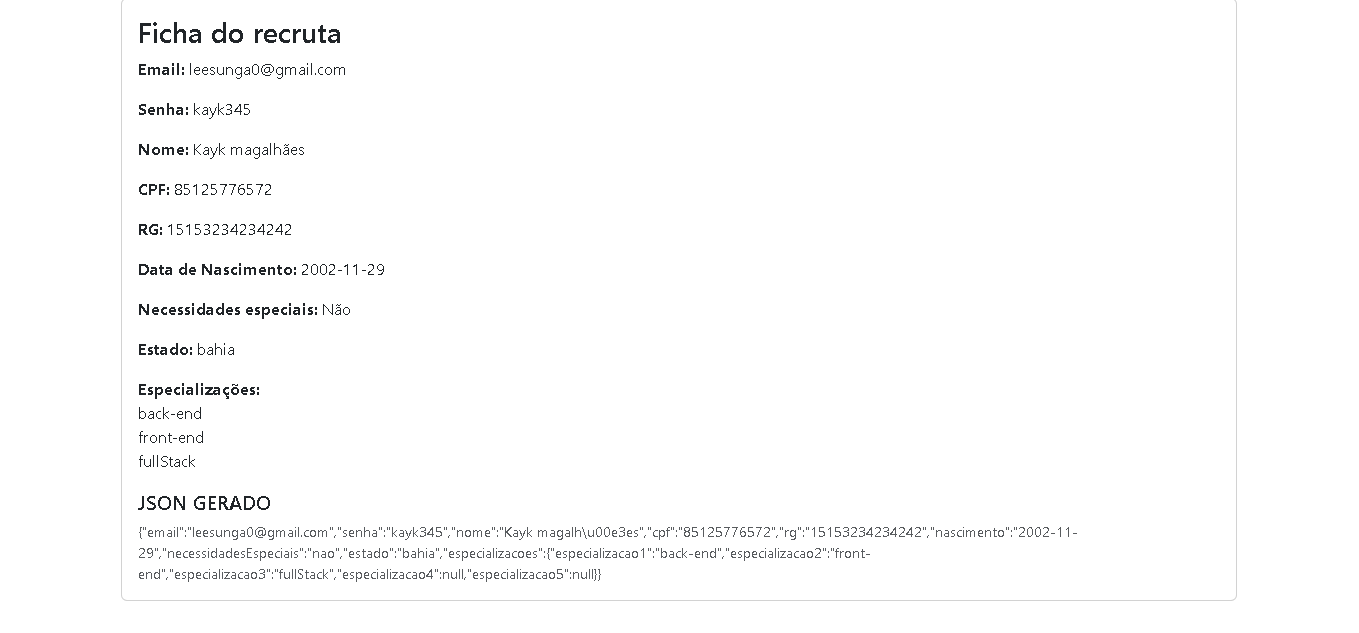 Ficha do recruta
Email: leesunga0@gmail.com
Senha: kayk345
Nome: Kayk magalhães
CPF: 85125776572
RG: 15153234234242
Data de Nascimento: 2002-11-29
Necessidades especiais: Não
Estado: bahia
Especializações:
back-end
front-end
fullStack
JSON GERADO
{"email":"leesunga0@gmail.com","senha":"kayk345","nome":"Kayk magalh\u00e3es","cpf":"85125776572","rg":"15153234234242","nascimento":"2002-11-
29","necessidadesEspeciais":"nao","estado":"bahia","especializacoes":{"especializacao1":"back-end","especializacao2":"front-
end","especializacao3":"fullStack","especializacao4":null,"especializacao5":null}}